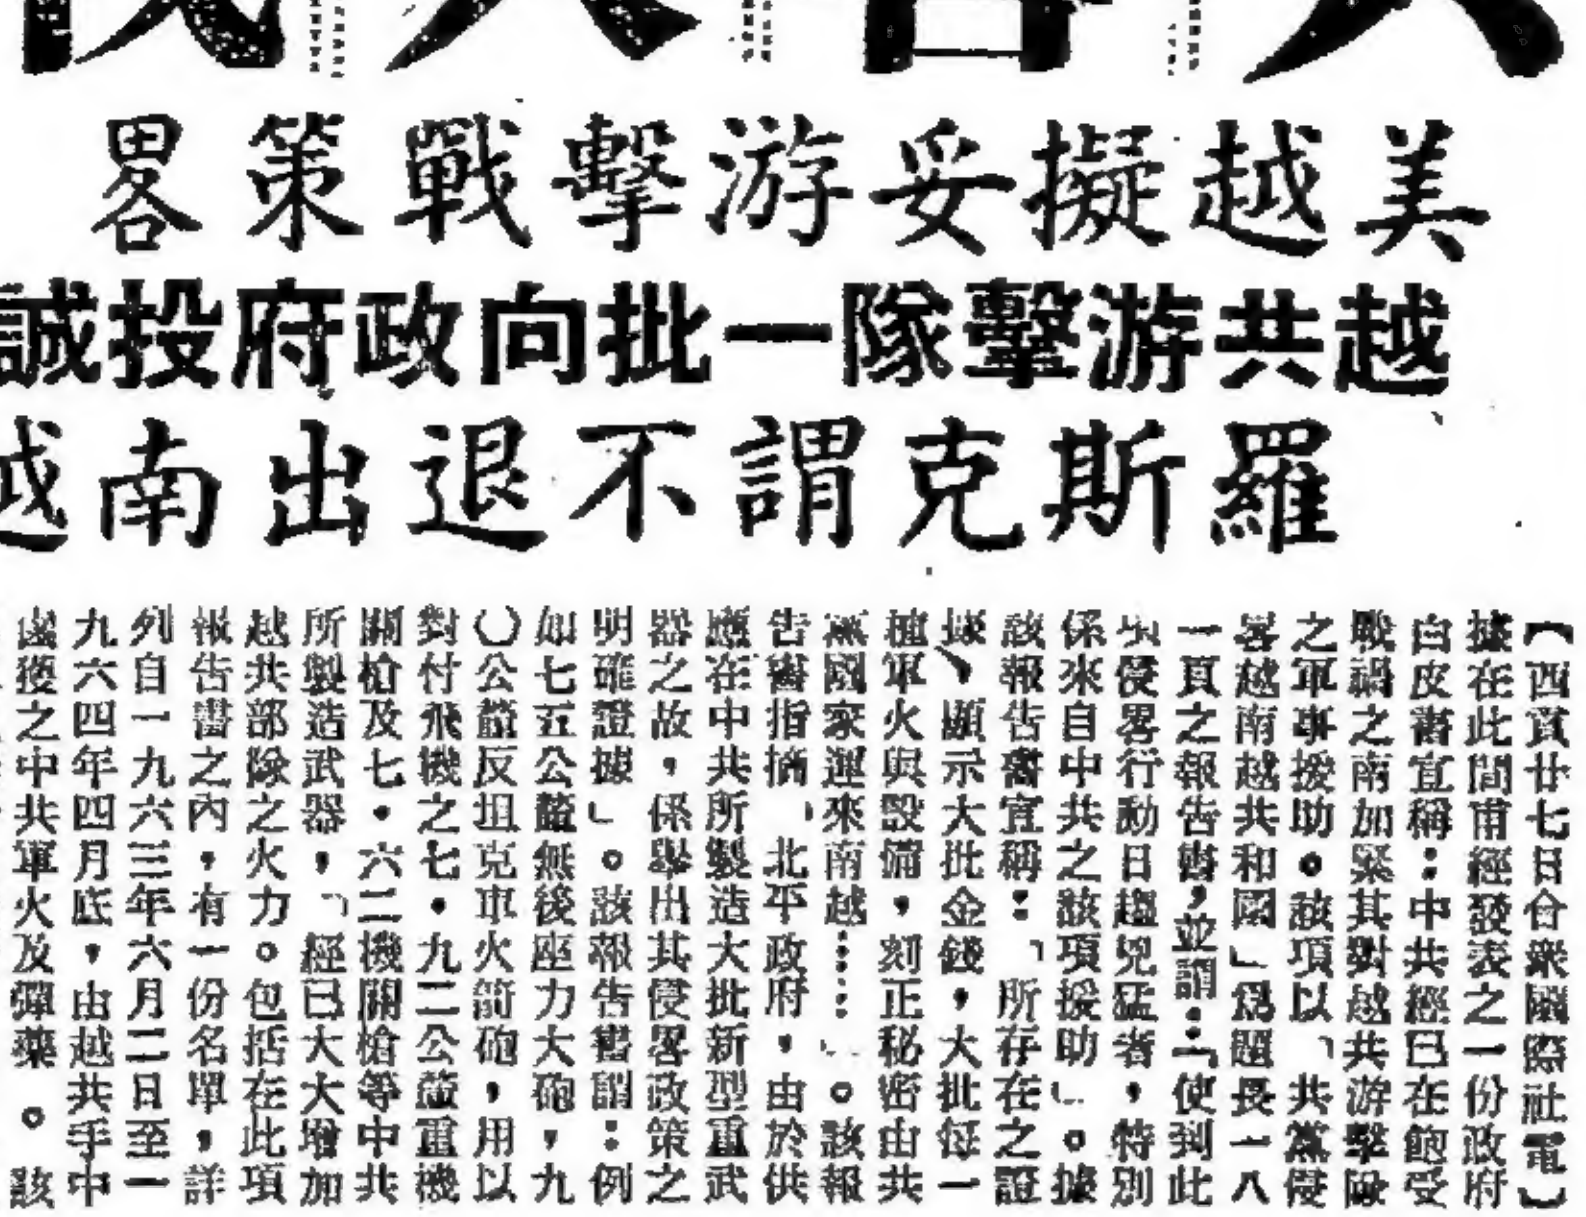 美越擬妥游擊戰策畧
越共游擊隊一批向政府投誠
羅斯克謂不退出南越
【西貢廿七日合衆國際社電】
據在此間甫經發表之一份政府
白皮書宣稱：中共經已在飽受
戰禍之南加緊其對越共游擊隊
之軍事援助。該項以「共黨侵
畧越南越共和國」爲題長一八
一頁之報告書，並謂：「使到此
項侵畧行動日趨兇猛者，特別
係來自中共之該項援助」。據
該報告書宣稱：「所存在之證
據，顯示大批金錢，大批每一
種軍火與設備，刻正秘密由共
黨國家運來南越……」。該報
告書指摘，北平政府，由於供
應在中共所製造大批新型重武
器之故，係舉出其侵畧政策之
明確證據」。該報告書謂：例
如七五公釐無後座力大砲，九
〇公釐反坦克車火箭砲，用以
對付飛機之七·九二公釐重機
關槍及七·六二機關槍等中共
所製造武器，「經已大大增加
越共部隊之火力。包括在此項
報告書之內，有一份名單，詳
列自一九六三年六月二日至一
九六四年四月底，由越共手中
鹵獲之中共軍火及彈藥。該